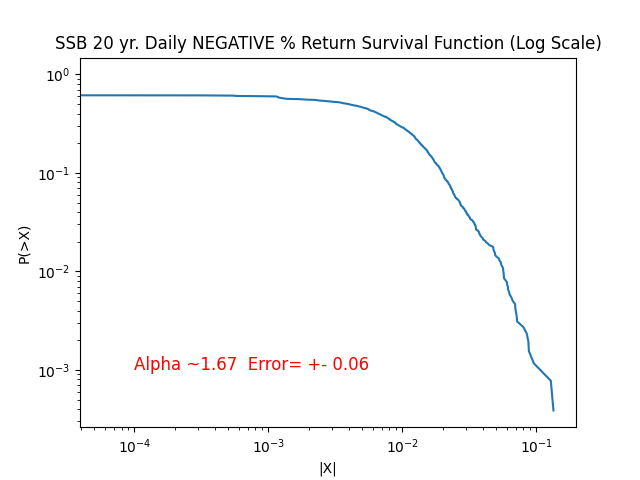 SSB 20 yr. Daily NEGATIVE % Return Survival Function (Log Scale)
10⁰
10⁻¹
10⁻²
10⁻³
P(>X)
Alpha ~1.67  Error= +- 0.06
10⁻⁴ 10⁻³ 10⁻² 10⁻¹
|X|